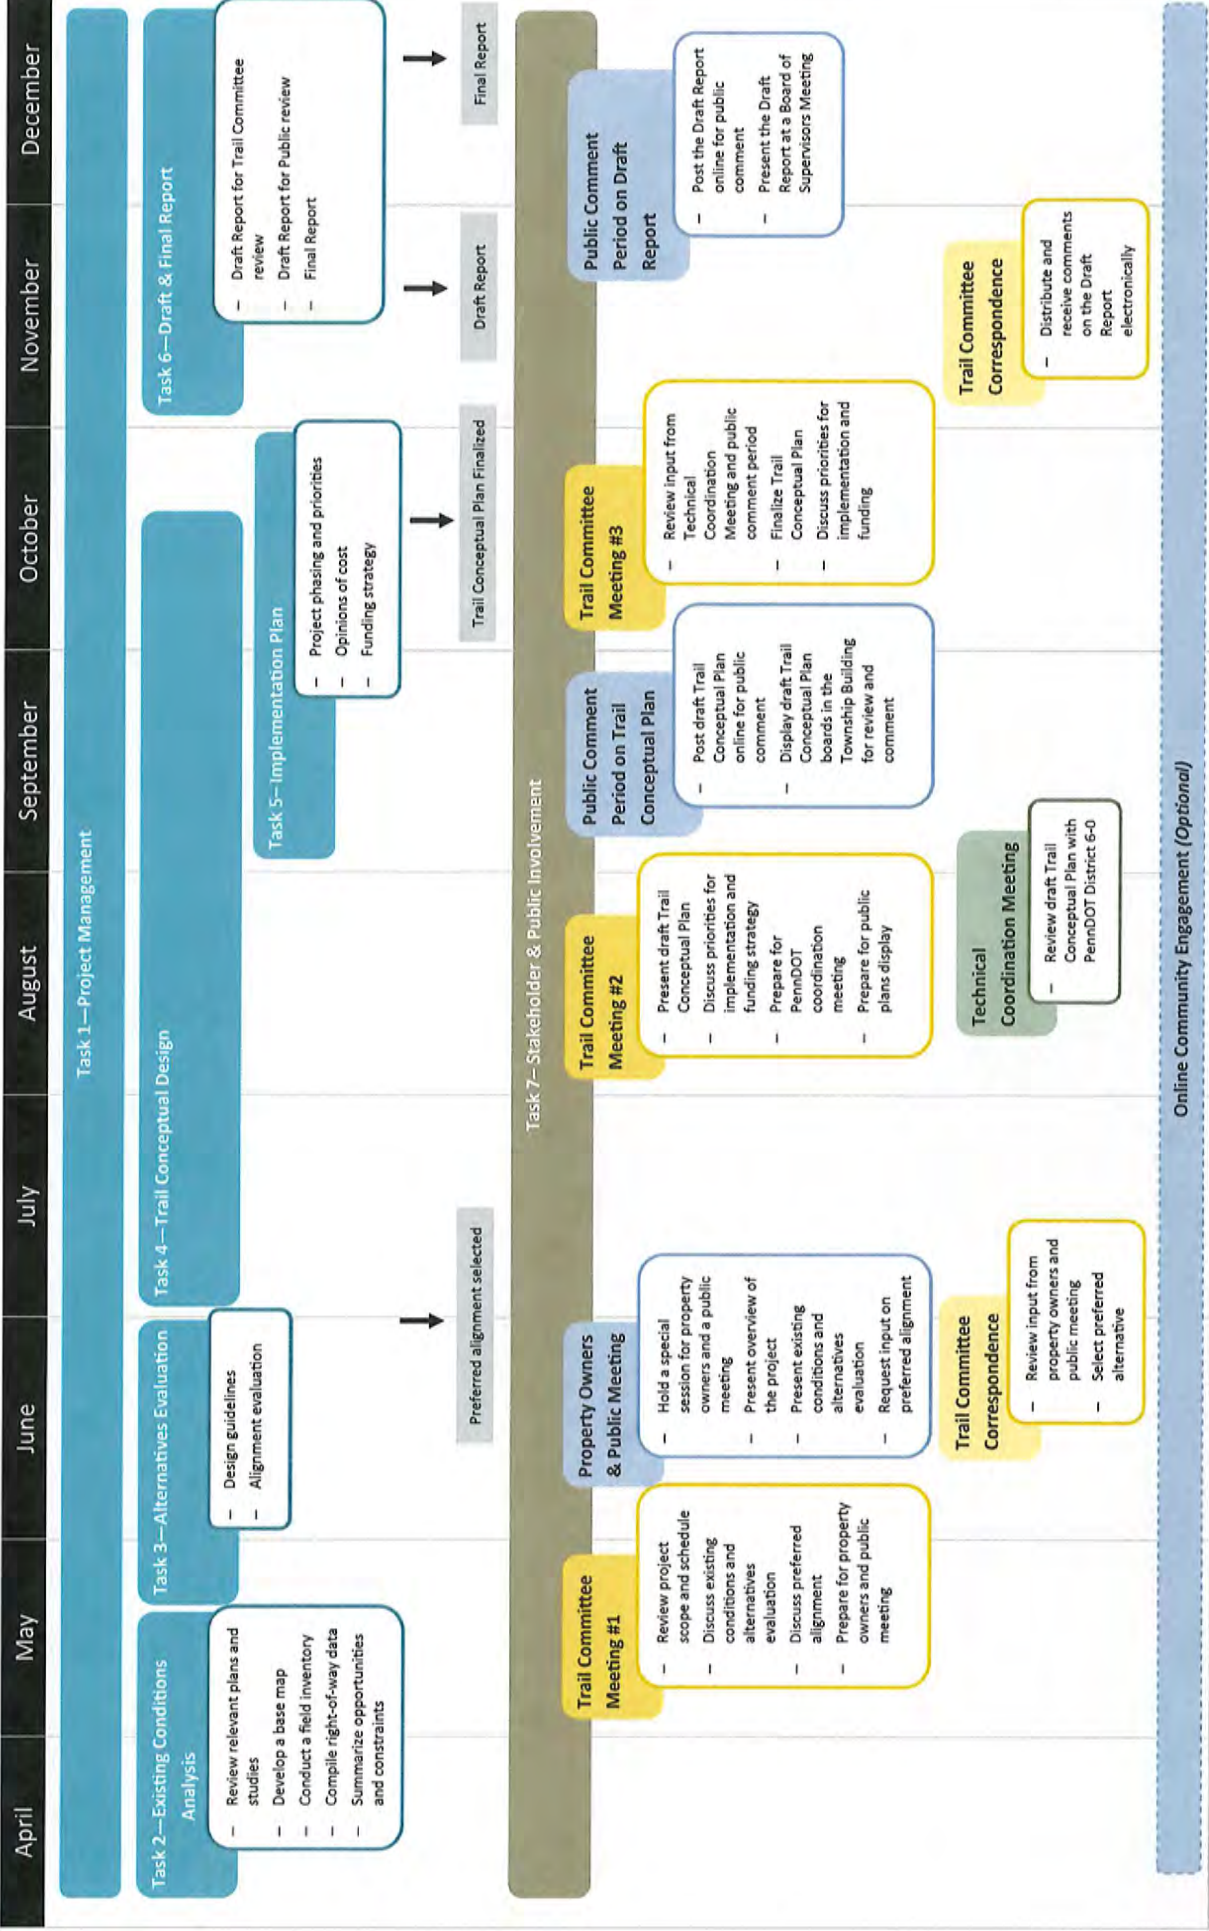 April
May
June
July
August
September
October
November
December
Task 1—Project Management
Task 2—Existing Conditions
Analysis
– Review relevant plans and
studies
– Develop a base map
– Conduct a field inventory
– Compile right-of-way data
– Summarize opportunities
and constraints
Task 3—Alternatives Evaluation
– Design guidelines
– Alignment evaluation
Task 4—Trail Conceptual Design
Task 5—Implementation Plan
– Project phasing and priorities
– Opinions of cost
– Funding strategy
Task 6—Draft & Final Report
– Draft Report for Trail Committee
review
– Draft Report for Public review
– Final Report
Preferred alignment selected
Trail Conceptual Plan Finalized
Draft Report
Final Report
Task 7—Stakeholder & Public Involvement
Trail Committee
Meeting #1
– Review project
scope and schedule
– Discuss existing
conditions and
alternatives
evaluation
– Discuss preferred
alignment
– Prepare for property
owners and public
meeting
Property Owners
& Public Meeting
– Hold a special
session for property
owners and a public
meeting
– Present overview of
the project
– Present existing
conditions and
alternatives
evaluation
– Request input on
preferred alignment
Trail Committee
Correspondence
– Review input from
property owners and
public meeting
– Select preferred
alternative
Trail Committee
Meeting #2
– Present draft Trail
Conceptual Plan
– Discuss priorities for
implementation and
funding strategy
– Prepare for
PennDOT
coordination
meeting
– Prepare for public
plans display
Technical
Coordination Meeting
– Review draft Trail
Conceptual Plan with
PennDOT District 6-0
Public Comment
Period on Trail
Conceptual Plan
– Post draft Trail
Conceptual Plan
online for public
comment
– Display draft Trail
Conceptual Plan
boards in the
Township Building
for review and
comment
Trail Committee
Meeting #3
– Review input from
Technical
Coordination
Meeting and public
comment period
– Finalize Trail
Conceptual Plan
– Discuss priorities for
implementation and
funding
Trail Committee
Correspondence
– Distribute and
receive comments
on the Draft
Report
electronically
Public Comment
Period on Draft
Report
– Post the Draft Report
online for public
comment
– Present the Draft
Report at a Board of
Supervisors Meeting
Online Community Engagement (Optional)